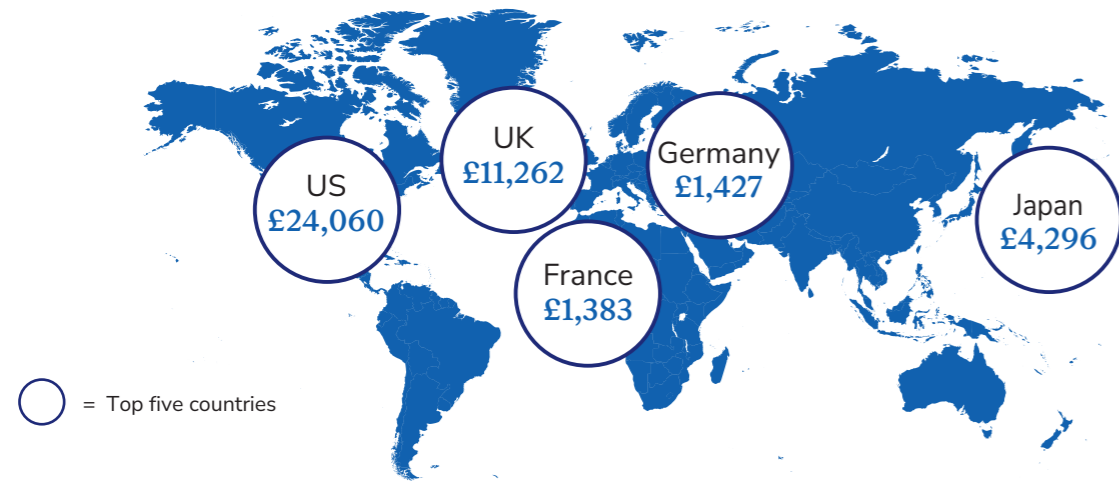 US
£24,060
UK
£11,262
Germany
£1,427
France
£1,383
Japan
£4,296
= Top five countries